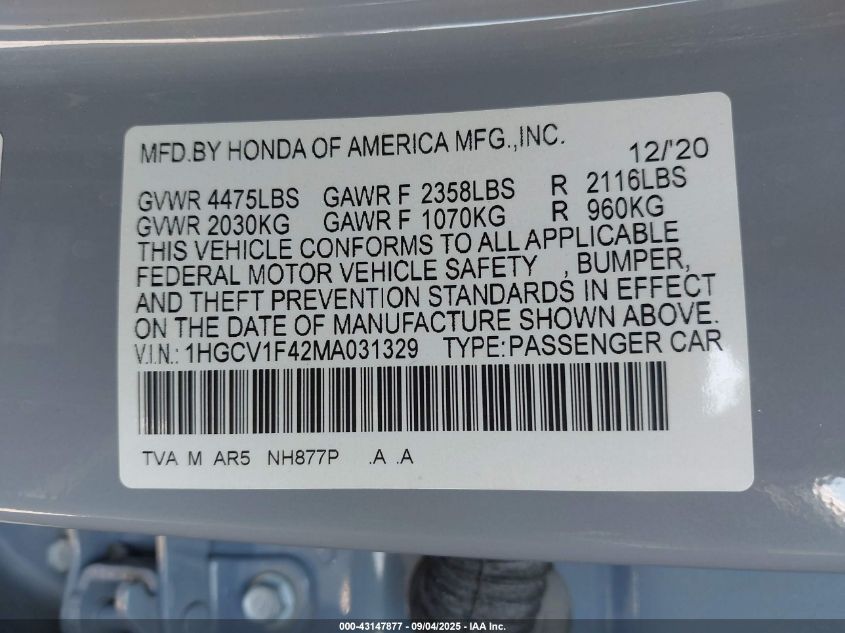 MFD.BY HONDA OF AMERICA MFG.,INC. 12/'20
GVWR 4475LBS GAWR F 2358LBS R 2116LBS
GVWR 2030KG GAWR F 1070KG R 960KG
THIS VEHICLE CONFORMS TO ALL APPLICABLE
FEDERAL MOTOR VEHICLE SAFETY , BUMPER,
AND THEFT PREVENTION STANDARDS IN EFFECT
ON THE DATE OF MANUFACTURE SHOWN ABOVE.
V.I.N.: 1HGCV1F42MA031329 TYPE:PASSENGER CAR
TVA M AR5 NH877P .A .A
000-43147877 - 09/04/2025 - IAA Inc.